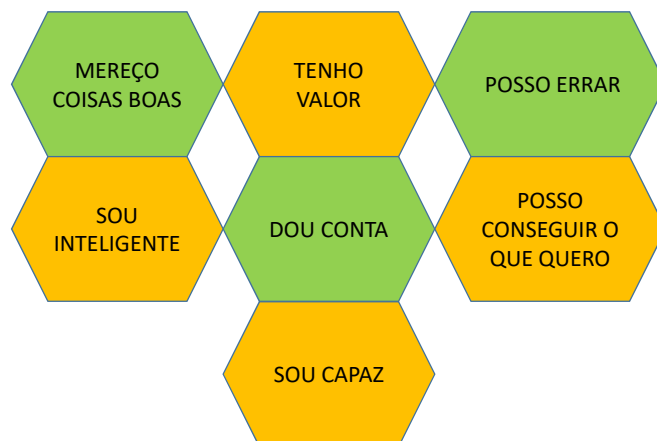 MEREÇO
COISAS BOAS
TENHO
VALOR
POSSO ERRAR
SOU
INTELIGENTE
DOU CONTA
POSSO
CONSEGUIR O
QUE QUERO
SOU CAPAZ